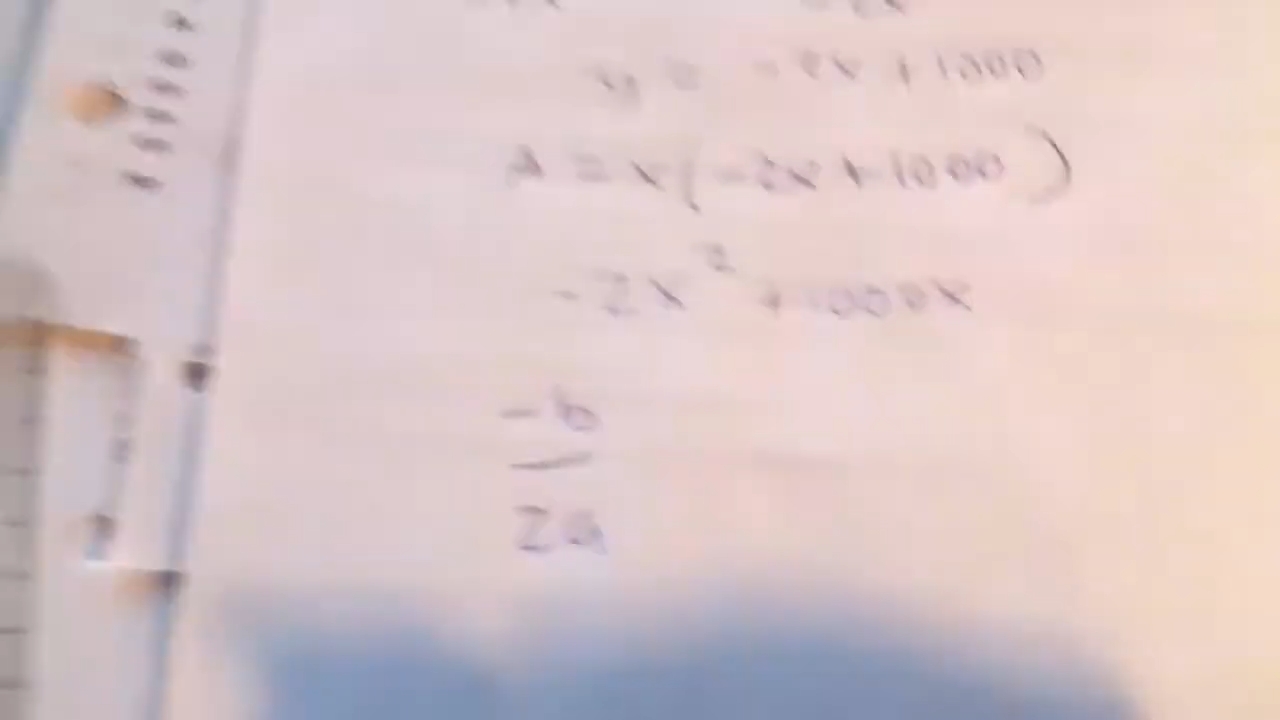 y = -2x + 1000
A = x(-2x + 1000)
-2x² + 1000x
-b
2a